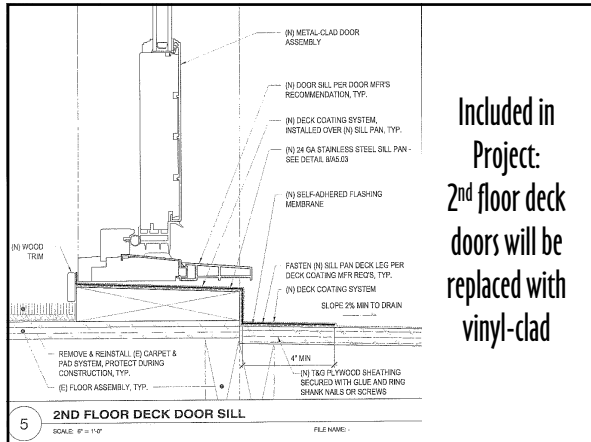 (N) METAL-CLAD DOOR
ASSEMBLY
(N) DOOR SILL PER DOOR MFR'S
RECOMMENDATION, TYP.
(N) DECK COATING SYSTEM,
INSTALLED OVER (N) SILL PAN, TYP.
(N) 24 GA STAINLESS STEEL SILL PAN -
SEE DETAIL 8/A5.03
(N) SELF-ADHERED FLASHING
MEMBRANE
(N) WOOD
TRIM
FASTEN (N) SILL PAN DECK LEG PER
DECK COATING MFR REQ'S, TYP.
(N) DECK COATING SYSTEM
SLOPE 2% MIN TO DRAIN
4" MIN
REMOVE & REINSTALL (E) CARPET &
PAD SYSTEM, PROTECT DURING
CONSTRUCTION, TYP.
(E) FLOOR ASSEMBLY, TYP.
(N) T&G PLYWOOD SHEATHING
SECURED WITH GLUE AND RING
SHANK NAILS OR SCREWS
5
2ND FLOOR DECK DOOR SILL
SCALE: 6" = 1'-0"
FILE NAME: -
Included in
Project:
2nd floor deck
doors will be
replaced with
vinyl-clad